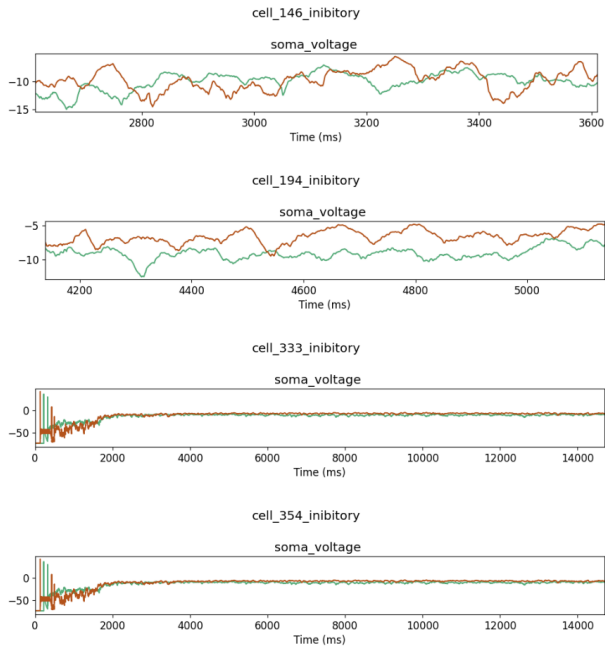 cell_146_inibitory
soma_voltage
−10
−15
2800 3000 3200 3400 3600
Time (ms)
cell_194_inibitory
soma_voltage
−5
−10
4200 4400 4600 4800 5000
Time (ms)
cell_333_inibitory
soma_voltage
0
−50
0 2000 4000 6000 8000 10000 12000 14000
Time (ms)
cell_354_inibitory
soma_voltage
0
−50
0 2000 4000 6000 8000 10000 12000 14000
Time (ms)